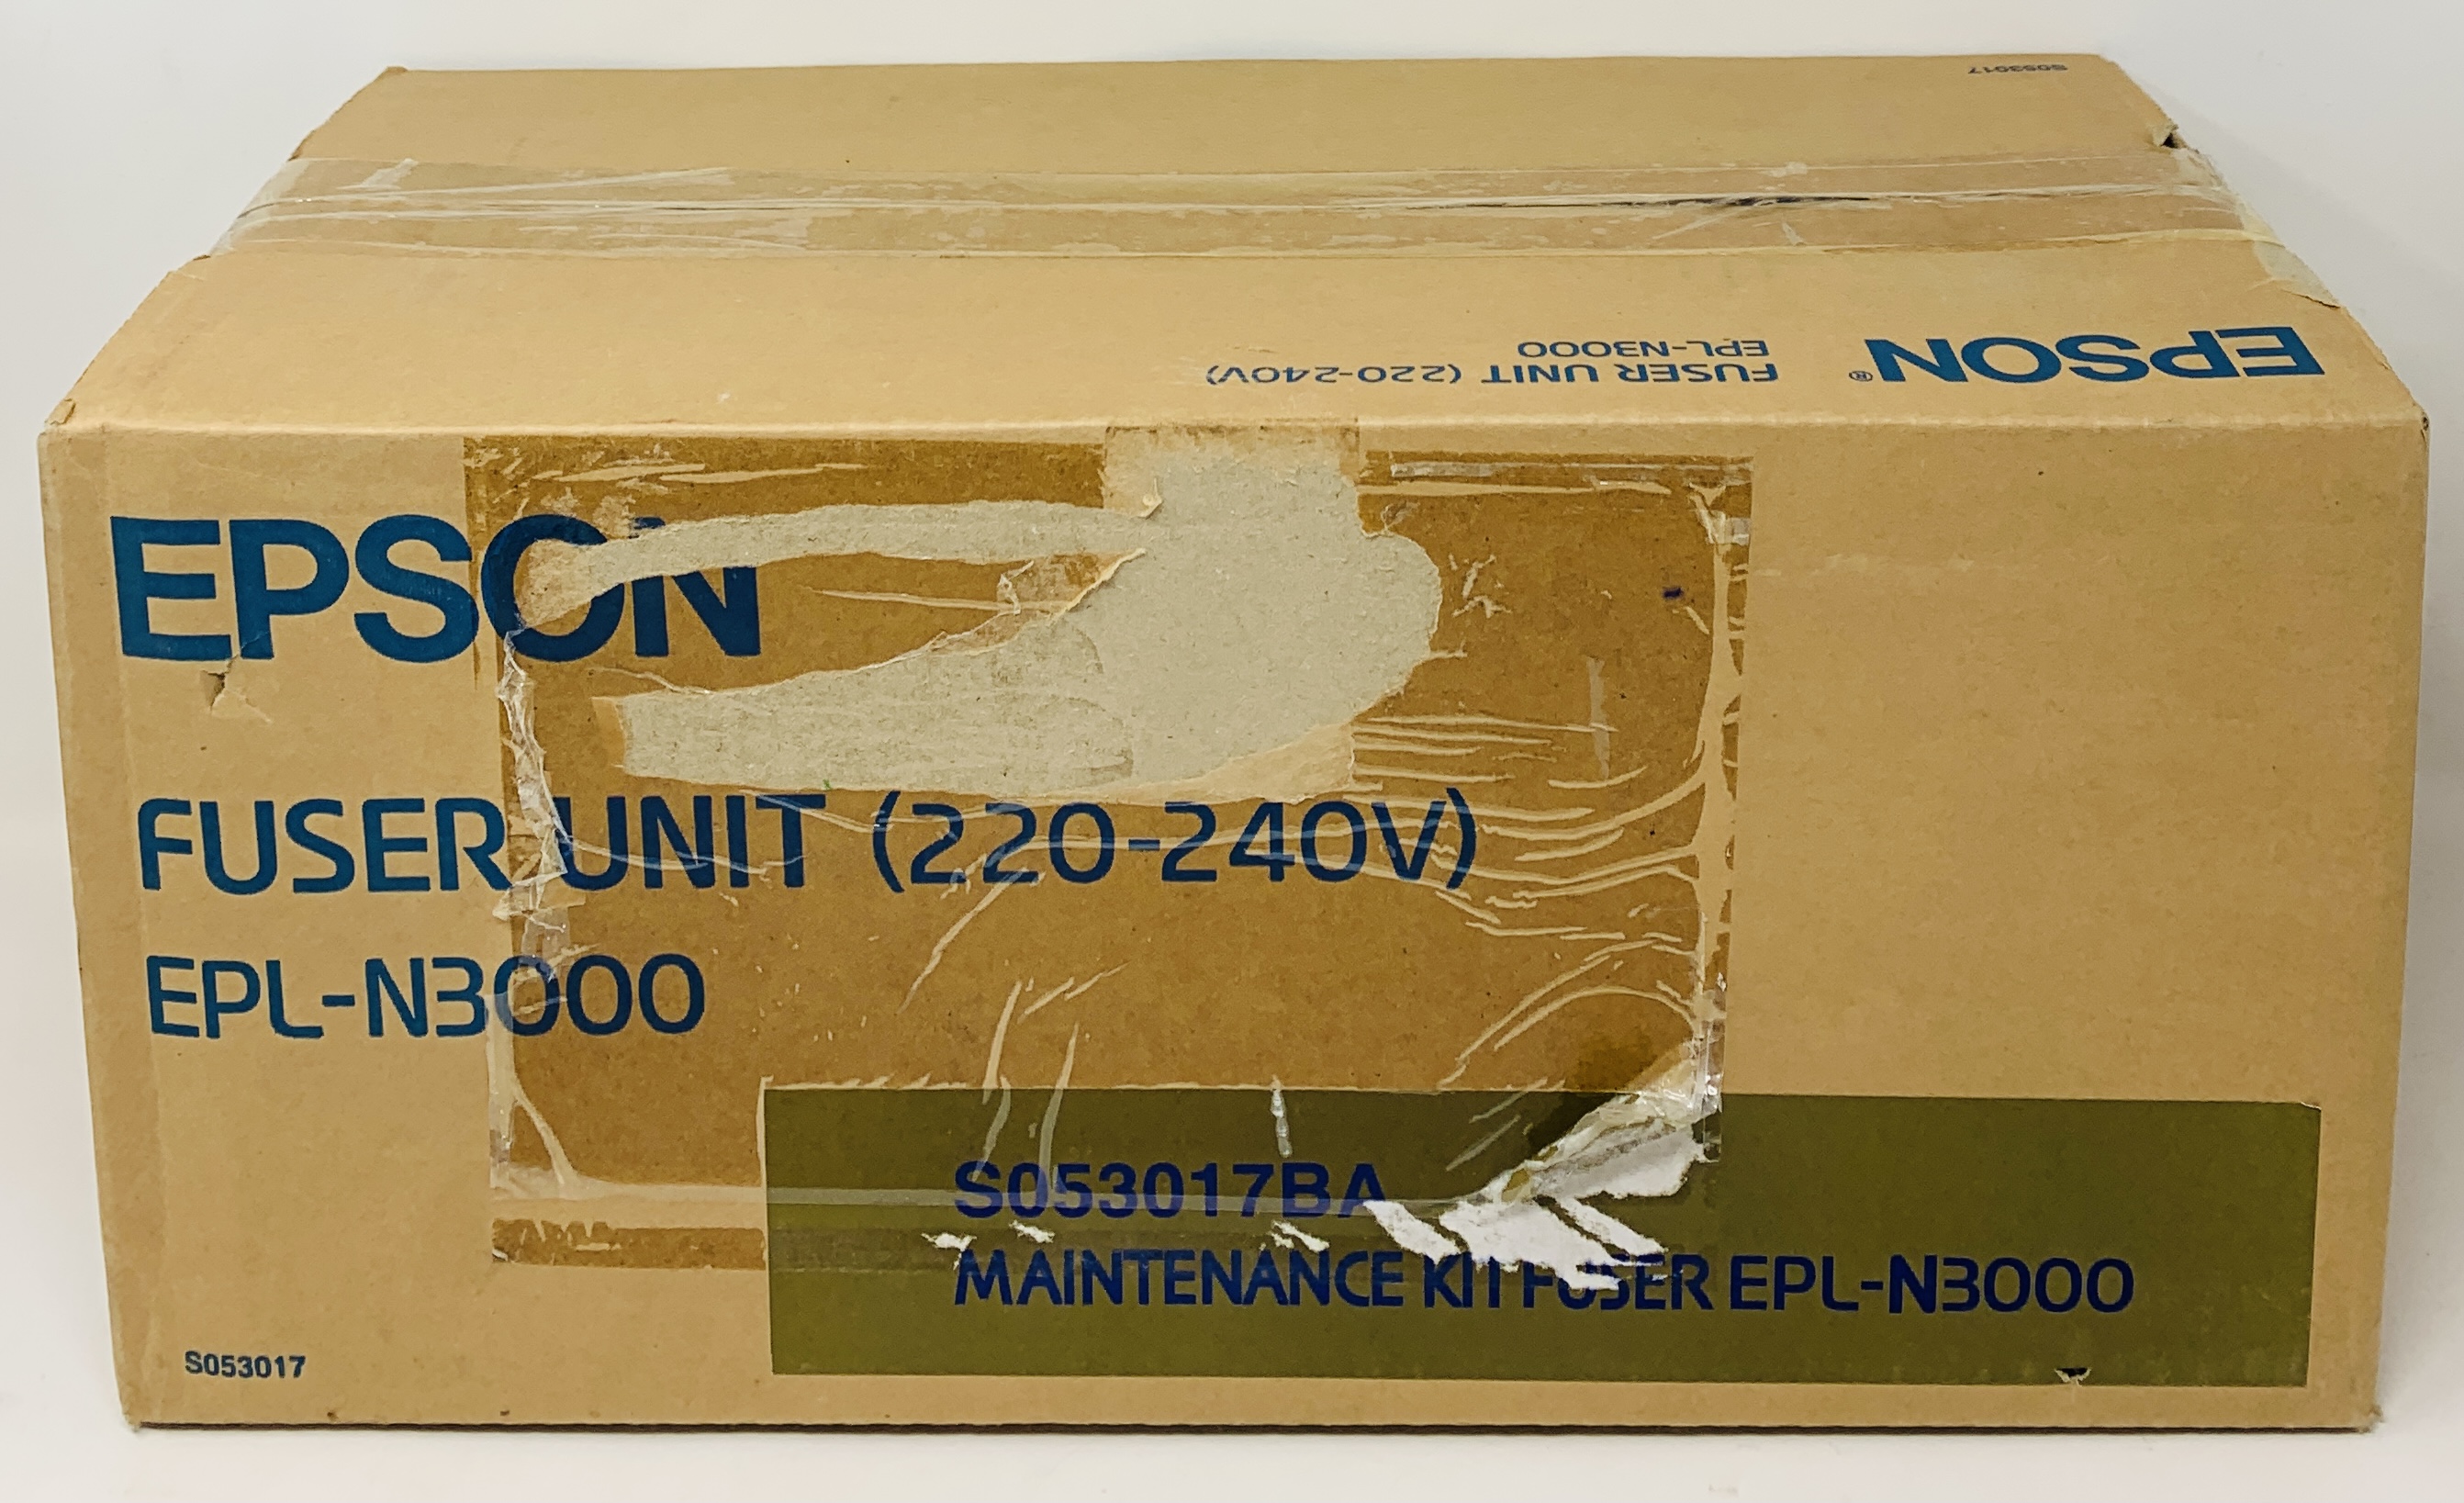 S053017
EPSON®
FUSER UNIT (220-240V)
EPL-N3000
EPSON
FUSER UNIT (220-240V)
EPL-N3000
S053017BA
MAINTENANCE KIT FUSER EPL-N3000
S053017